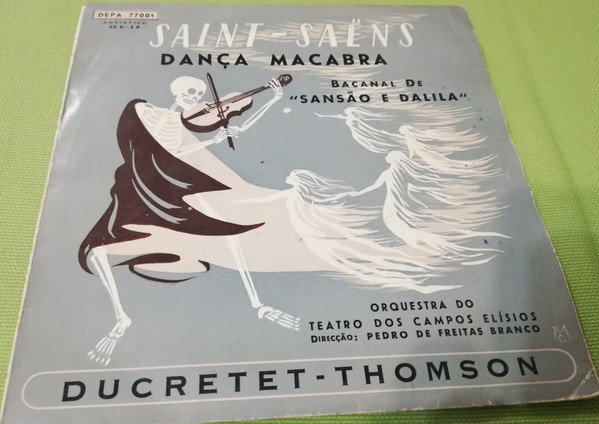 DEPA 77001
ARTÍSTICO
SAINT-SAËNS
DANÇA MACABRA
BACANAL DE
"SANSÃO E DALILA"
ORQUESTRA DO
TEATRO DOS CAMPOS ELÍSIOS
DIRECÇÃO: PEDRO DE FREITAS BRANCO
DUCRETET-THOMSON